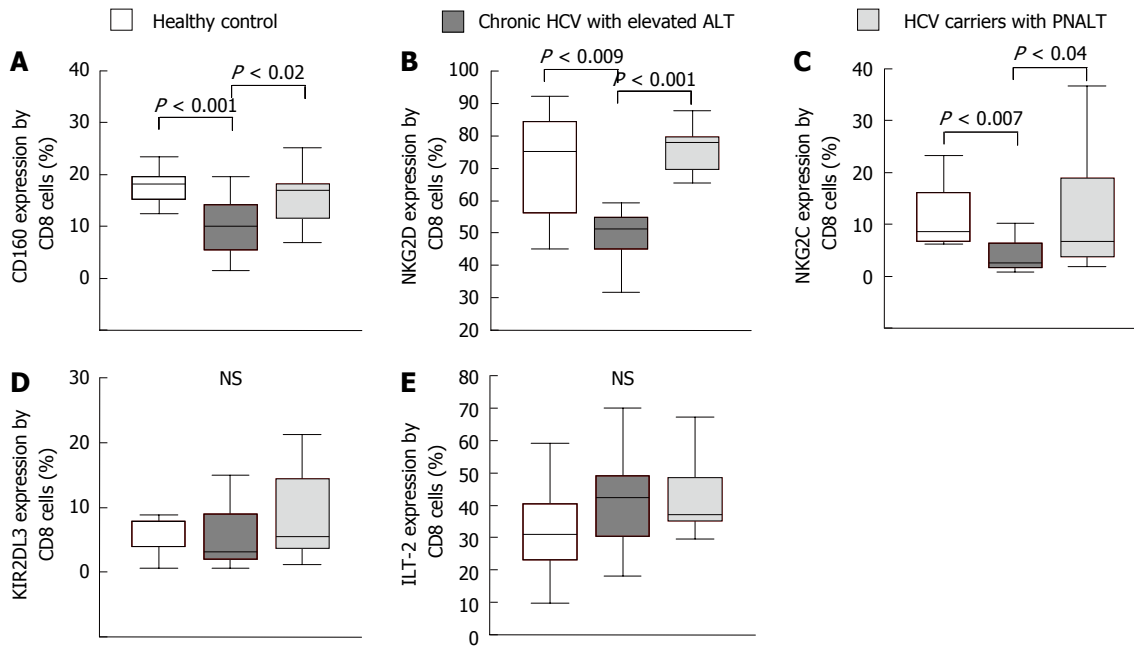 Healthy control
Chronic HCV with elevated ALT
HCV carriers with PNALT
A
CD160 expression by
CD8 cells (%)
40
30
20
10
0
P < 0.001
P < 0.02
B
NKG2D expression by
CD8 cells (%)
100
90
80
70
60
50
40
30
20
P < 0.009
P < 0.001
C
NKG2C expression by
CD8 cells (%)
40
30
20
10
0
P < 0.007
P < 0.04
D
KIR2DL3 expression by
CD8 cells (%)
30
20
10
0
NS
E
ILT-2 expression by
CD8 cells (%)
80
70
60
50
40
30
20
10
0
NS